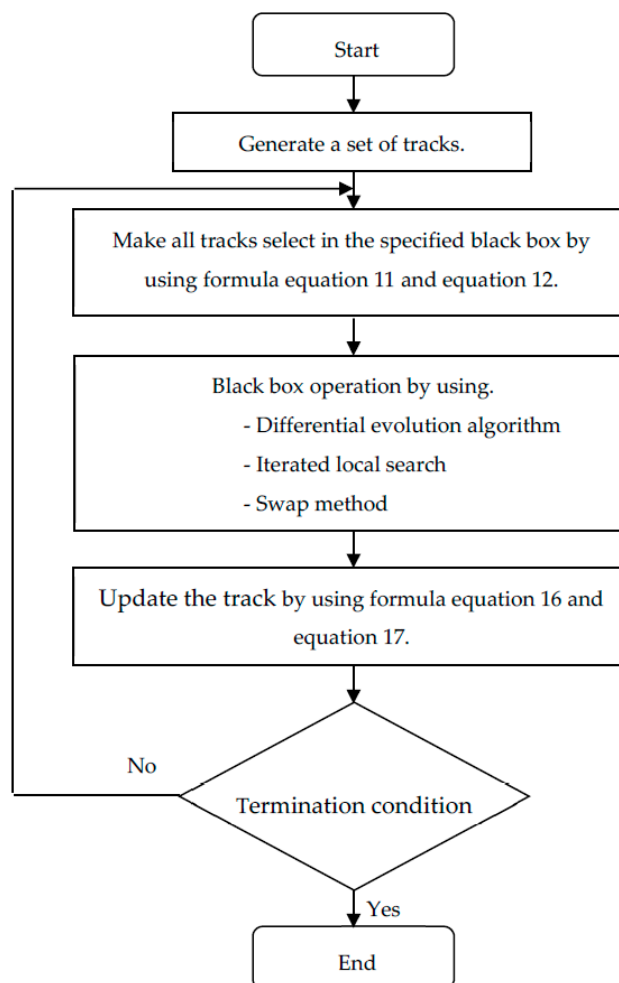 Start
Generate a set of tracks.
Make all tracks select in the specified black box by
using formula equation 11 and equation 12.
Black box operation by using.
- Differential evolution algorithm
- Iterated local search
- Swap method
Update the track by using formula equation 16 and
equation 17.
No
Termination condition
Yes
End